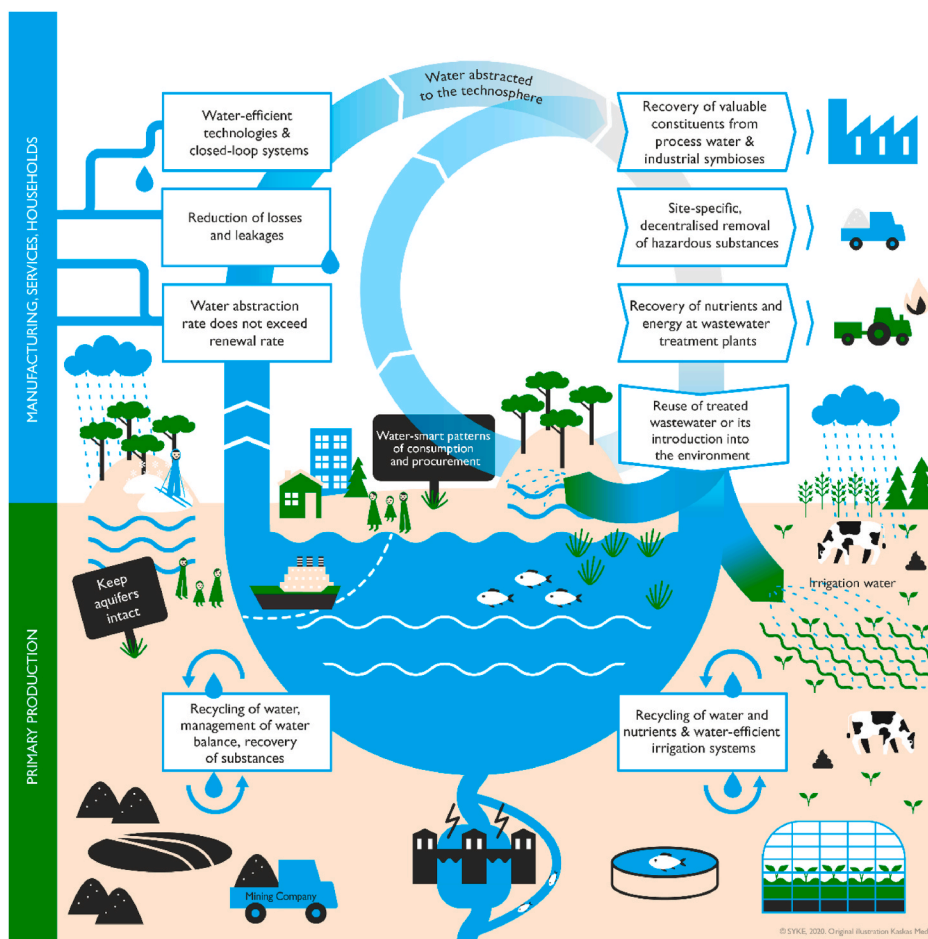 MANUFACTURING, SERVICES, HOUSEHOLDS
PRIMARY PRODUCTION
Water abstracted
to the technosphere
Water-efficient
technologies &
closed-loop systems
Reduction of losses
and leakages
Water abstraction
rate does not exceed
renewal rate
Recovery of valuable
constituents from
process water &
industrial symbioses
Site-specific,
decentralised removal
of hazardous substances
Recovery of nutrients and
energy at wastewater
treatment plants
Reuse of treated
wastewater or its
introduction into
the environment
Water-smart patterns
of consumption
and procurement
Keep
aquifers
intact
Irrigation water
Recycling of water,
management of water
balance, recovery
of substances
Recycling of water and
nutrients & water-efficient
irrigation systems
Mining Company
© SYKE, 2020. Original illustration Kaskas Med